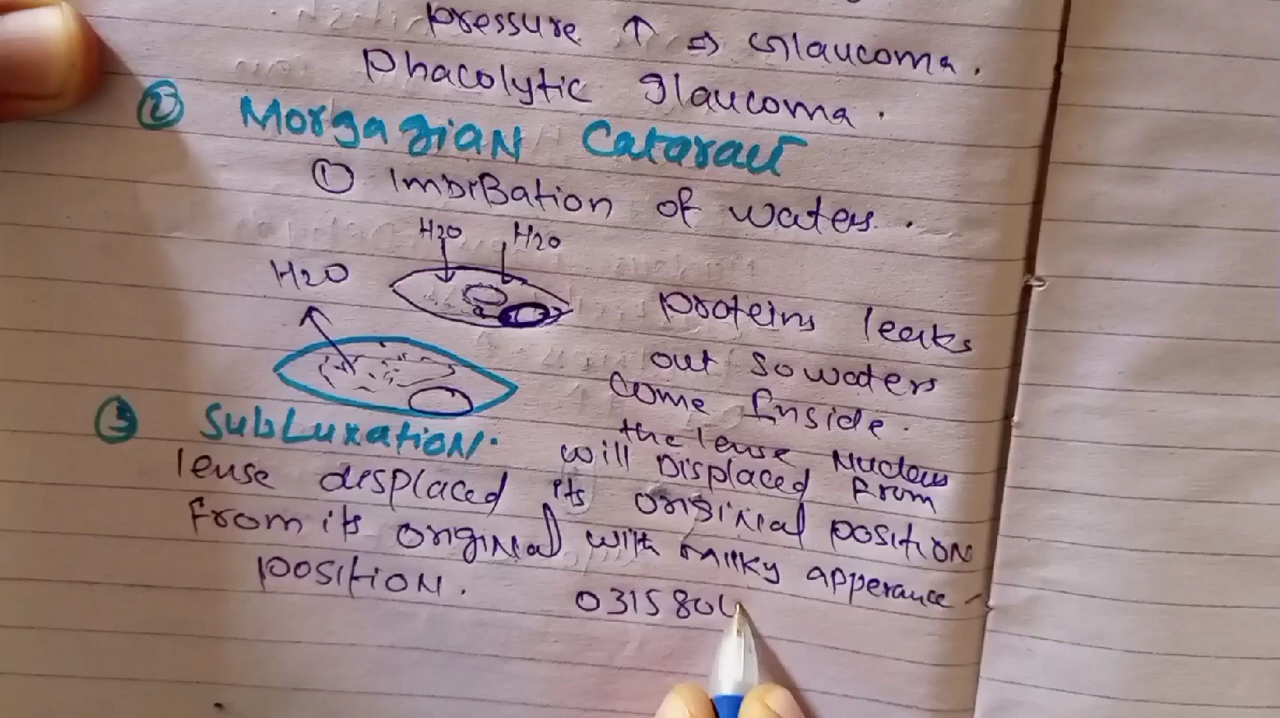 pressure ↑ ⇒ Glaucoma.
Phacolytic glaucoma.
② Morgagian Cataract
① Imbibation of waters.
H2O H2O
H2O
proteins leaks
out so waters
come inside.
the lense Nucleus
will Displaced from
its original position
with milky apperance
③ Subluxation.
lense displaced
from its original
position.
0315 80